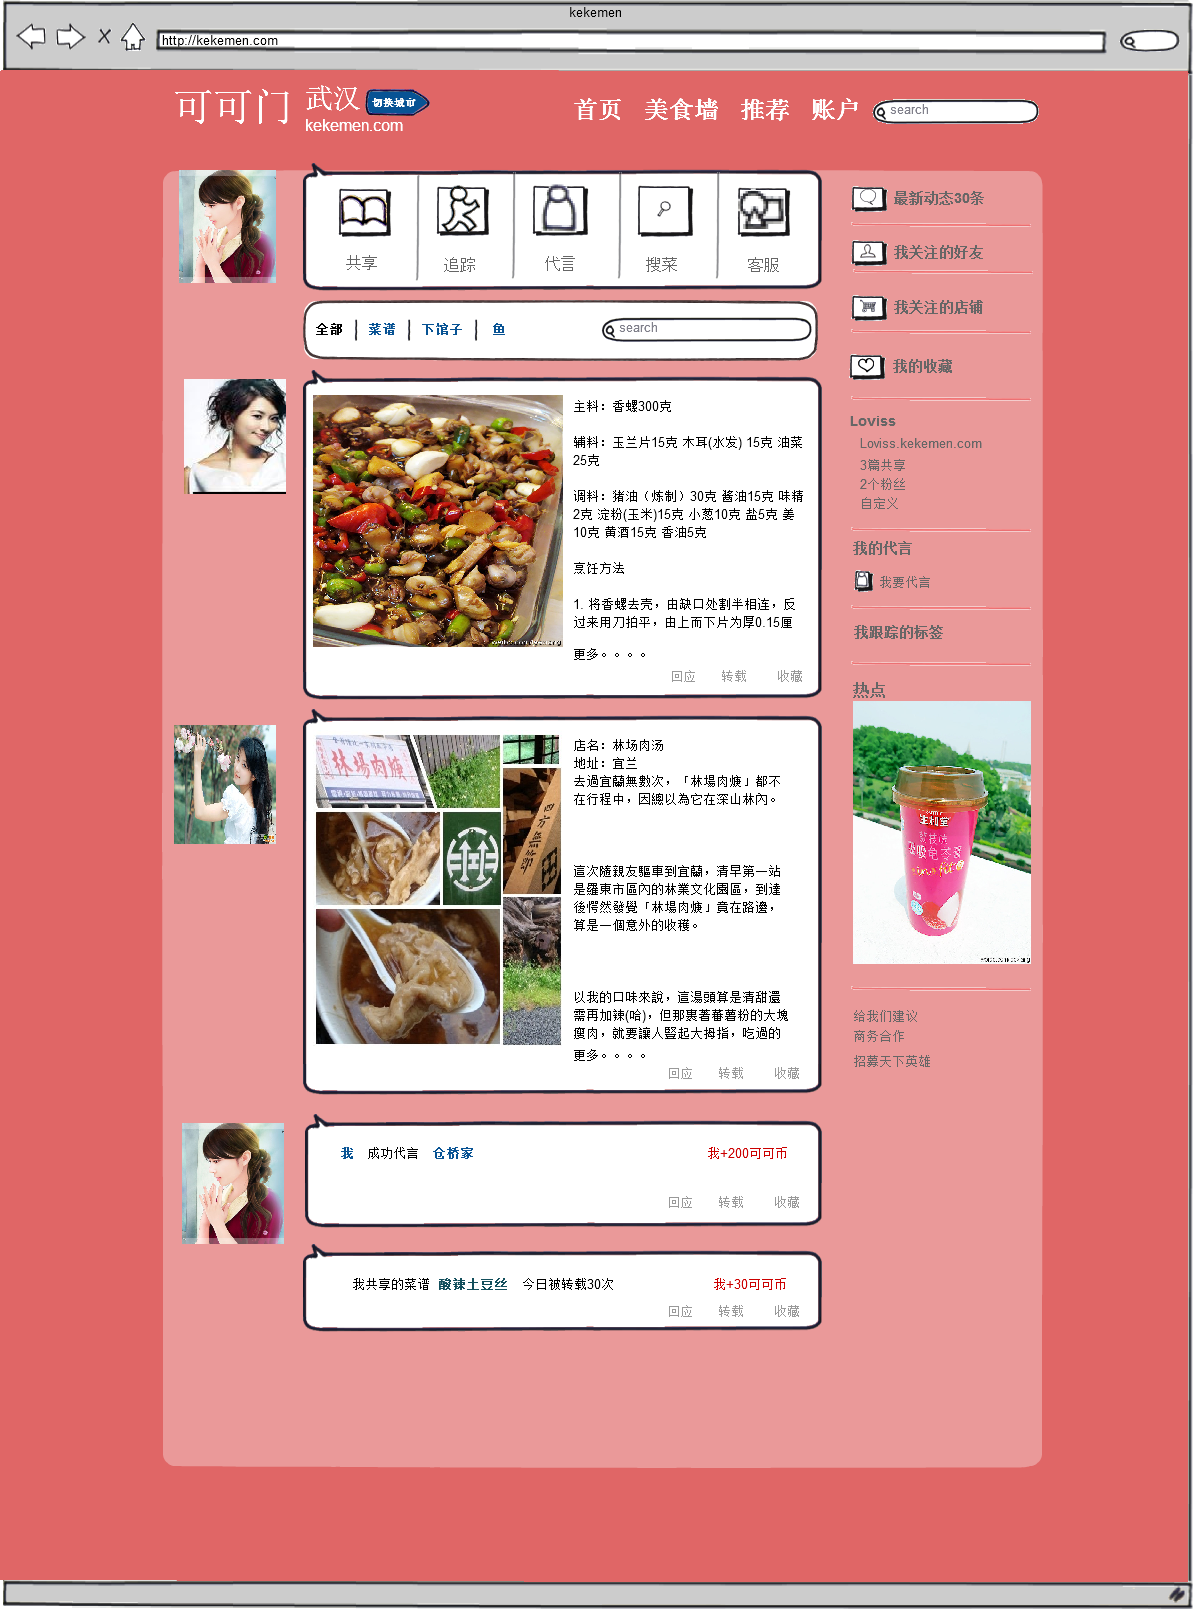 kekemen
http://kekemen.com
可可门
武汉
切换城市
kekemen.com
首页 美食墙 推荐 账户
search
共享 追踪 代言 搜菜 客服
全部 菜谱 下馆子 鱼
search
主料：香螺300克
辅料：玉兰片15克 木耳(水发) 15克 油菜
25克
调料：猪油（炼制）30克 酱油15克 味精
2克 淀粉(玉米)15克 小葱10克 盐5克 姜
10克 黄酒15克 香油5克
烹饪方法
1. 将香螺去壳，由缺口处割半相连，反
过来用刀拍平，由上而下片为厚0.15厘
更多。。。。
回应 转载 收藏
林場肉焿
四方
店名：林场肉汤
地址：宜兰
去過宜蘭無數次，「林場肉焿」都不
在行程中，因總以為它在深山林內。
這次隨親友驅車到宜蘭，清早第一站
是羅東市區內的林業文化園區，到達
後愕然發覺「林場肉焿」竟在路邊，
算是一個意外的收穫。
以我的口味來說，這湯頭算是清甜還
需再加辣(哈)，但那裹著蕃薯粉的大塊
瘦肉，就要讓人豎起大拇指，吃過的
更多。。。。
回应 转载 收藏
我 成功代言 仓桥家
我+200可可币
回应 转载 收藏
我共享的菜谱 酸辣土豆丝 今日被转载30次
我+30可可币
回应 转载 收藏
最新动态30条
我关注的好友
我关注的店铺
我的收藏
Loviss
Loviss.kekemen.com
3篇共享
2个粉丝
自定义
我的代言
我要代言
我跟踪的标签
热点
生和堂
给我们建议
商务合作
招募天下英雄